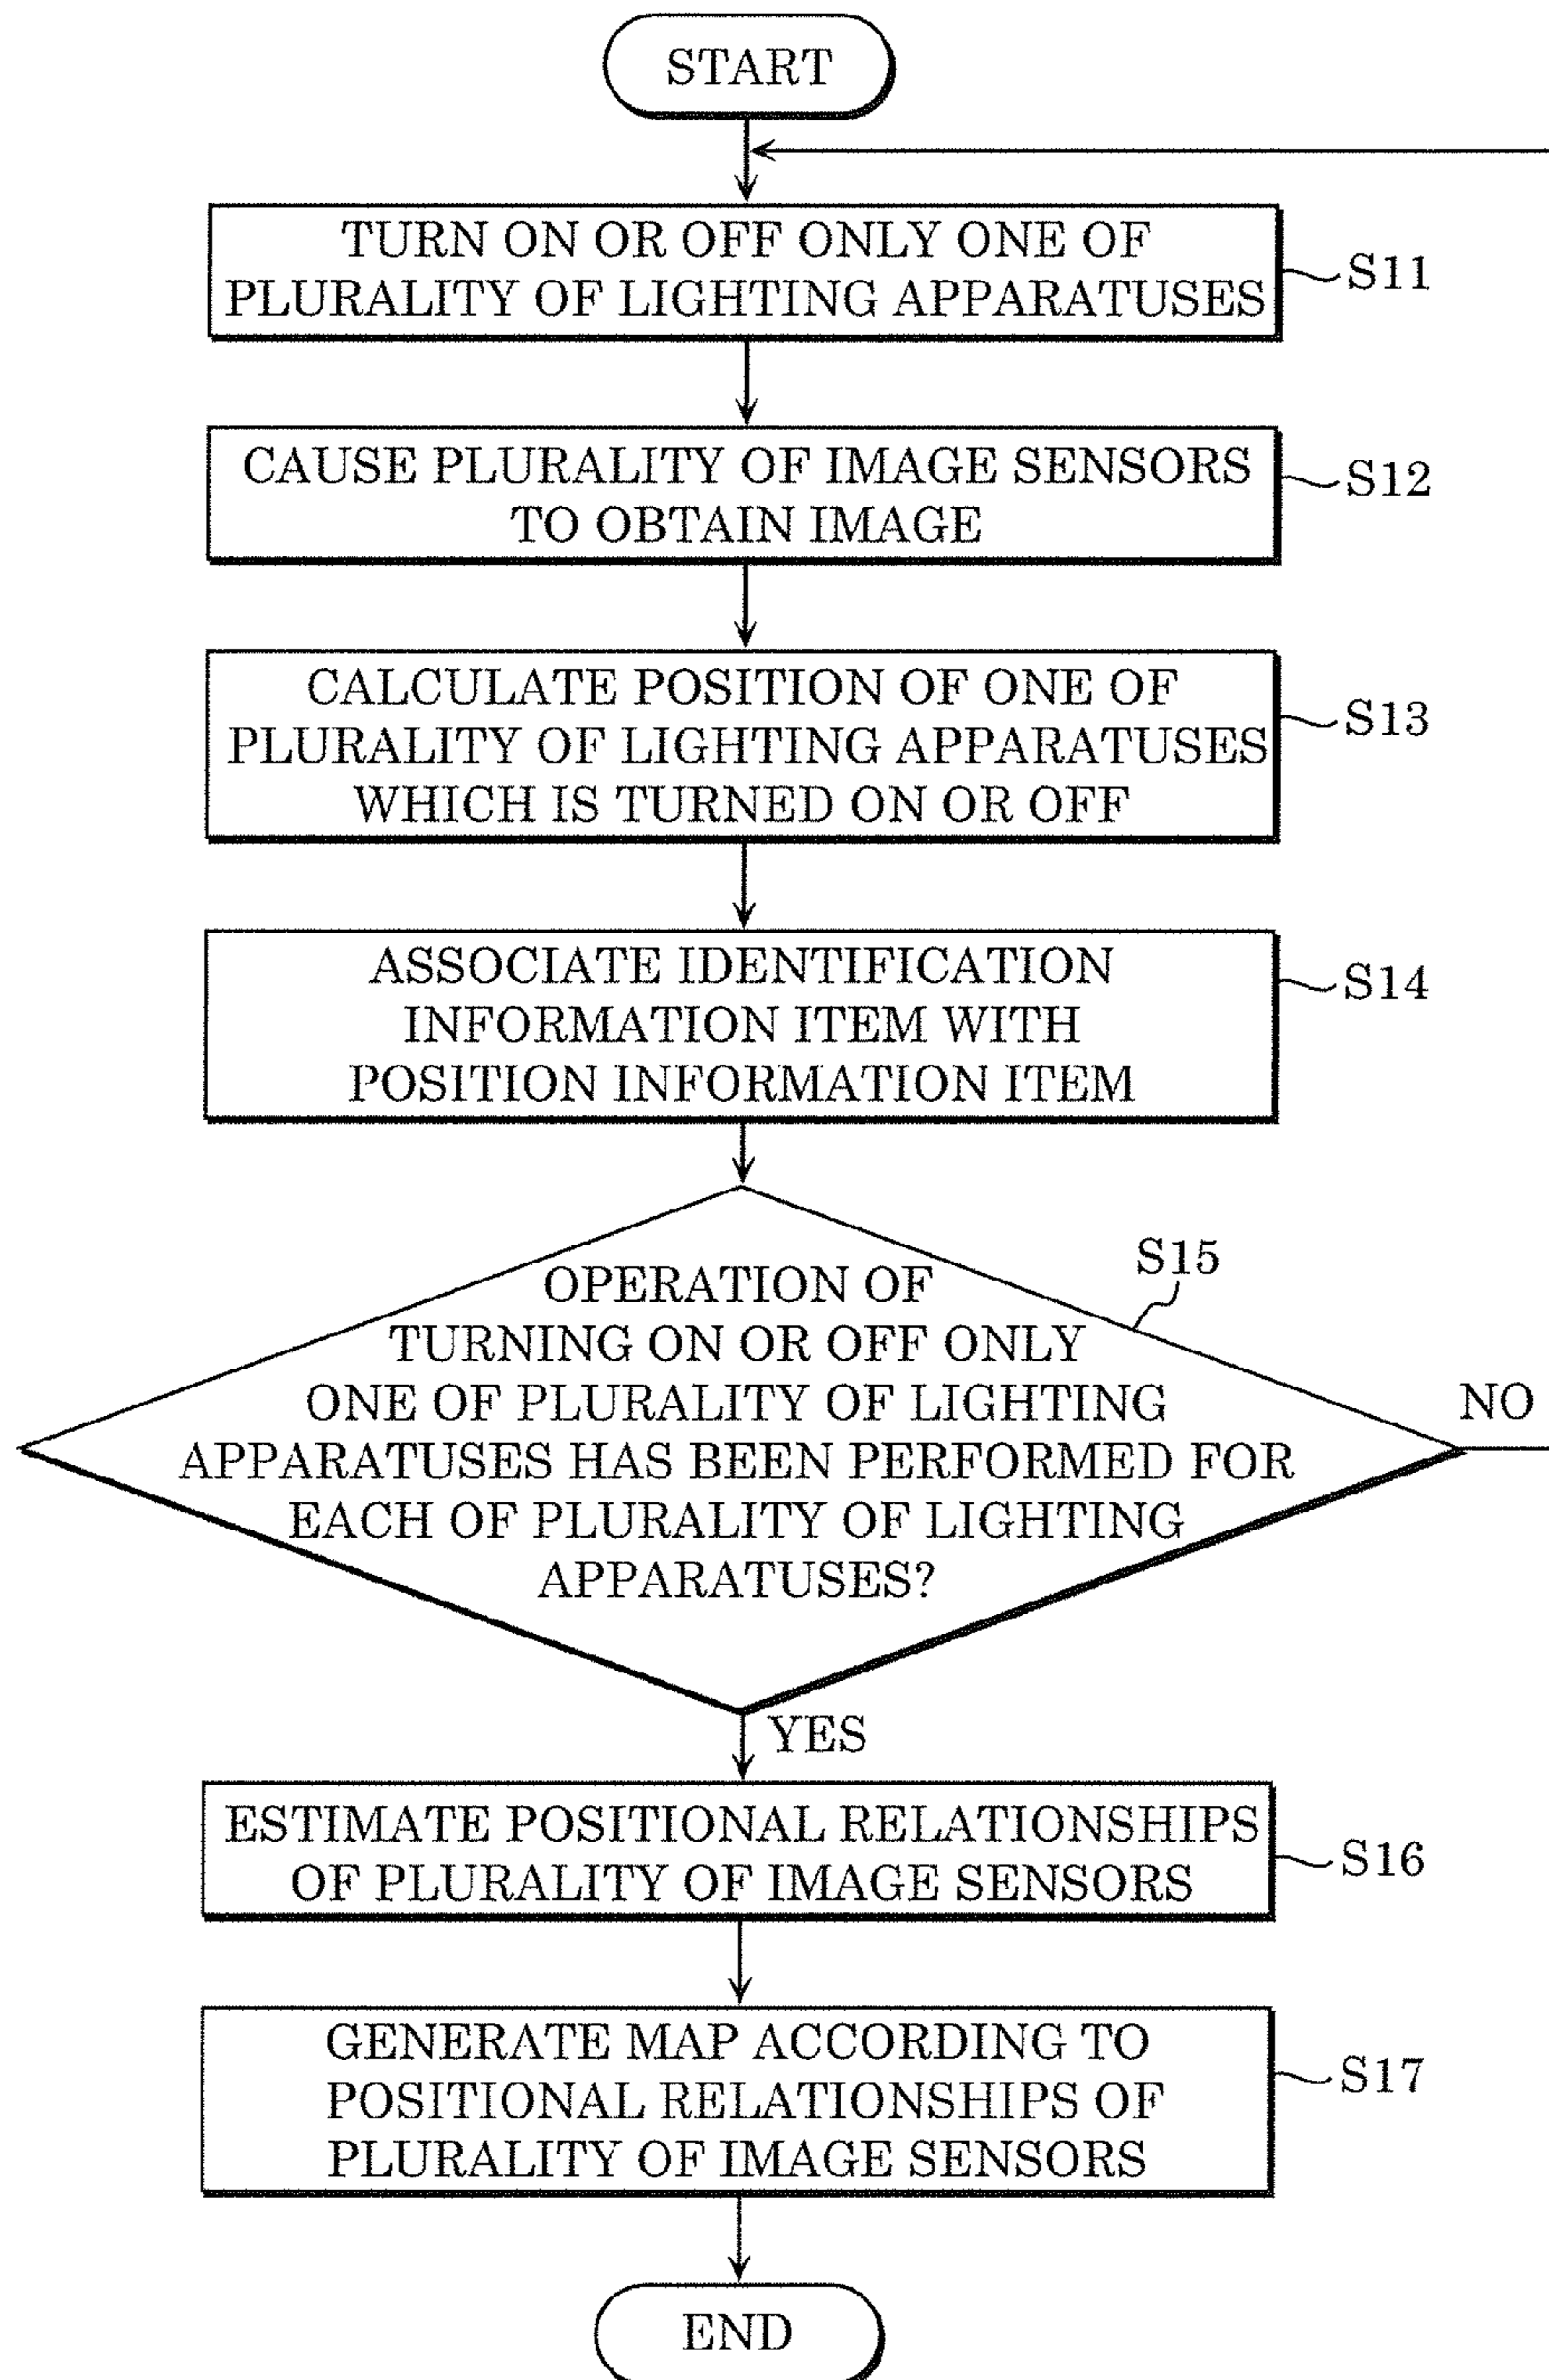 START
TURN ON OR OFF ONLY ONE OF
PLURALITY OF LIGHTING APPARATUSES
S11
CAUSE PLURALITY OF IMAGE SENSORS
TO OBTAIN IMAGE
S12
CALCULATE POSITION OF ONE OF
PLURALITY OF LIGHTING APPARATUSES
WHICH IS TURNED ON OR OFF
S13
ASSOCIATE IDENTIFICATION
INFORMATION ITEM WITH
POSITION INFORMATION ITEM
S14
S15
OPERATION OF
TURNING ON OR OFF ONLY
ONE OF PLURALITY OF LIGHTING
APPARATUSES HAS BEEN PERFORMED FOR
EACH OF PLURALITY OF LIGHTING
APPARATUSES?
NO
YES
ESTIMATE POSITIONAL RELATIONSHIPS
OF PLURALITY OF IMAGE SENSORS
S16
GENERATE MAP ACCORDING TO
POSITIONAL RELATIONSHIPS OF
PLURALITY OF IMAGE SENSORS
S17
END